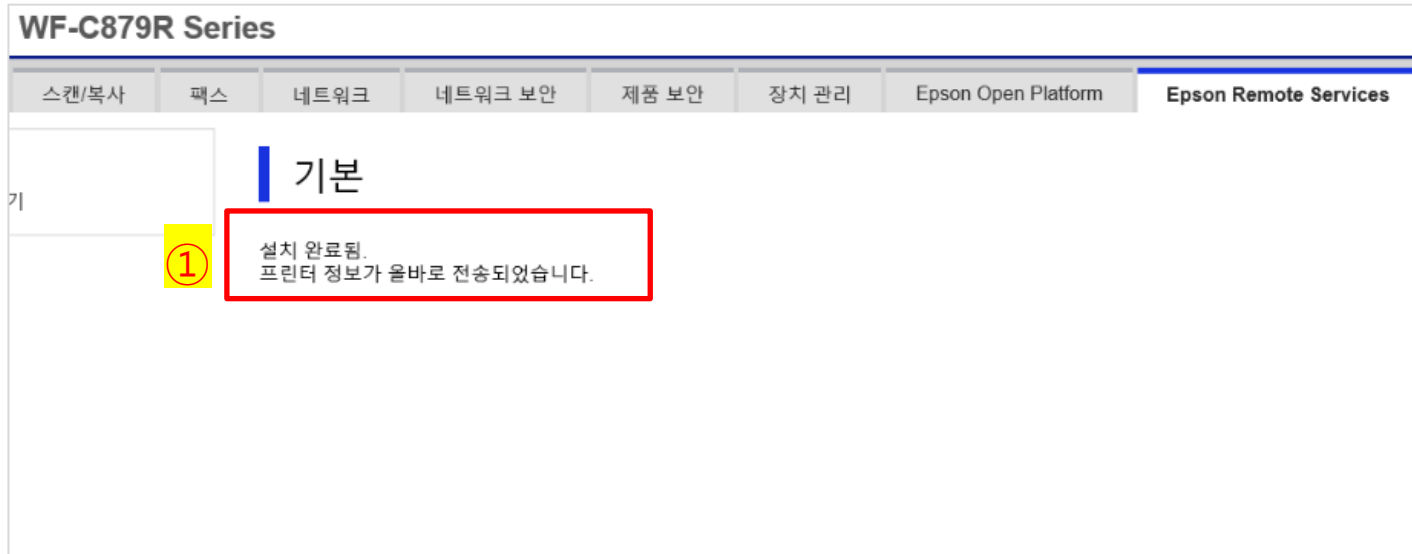 WF-C879R Series
스캔/복사 팩스 네트워크 네트워크 보안 제품 보안 장치 관리 Epson Open Platform Epson Remote Services
기본
기
①
설치 완료됨.
프린터 정보가 올바로 전송되었습니다.